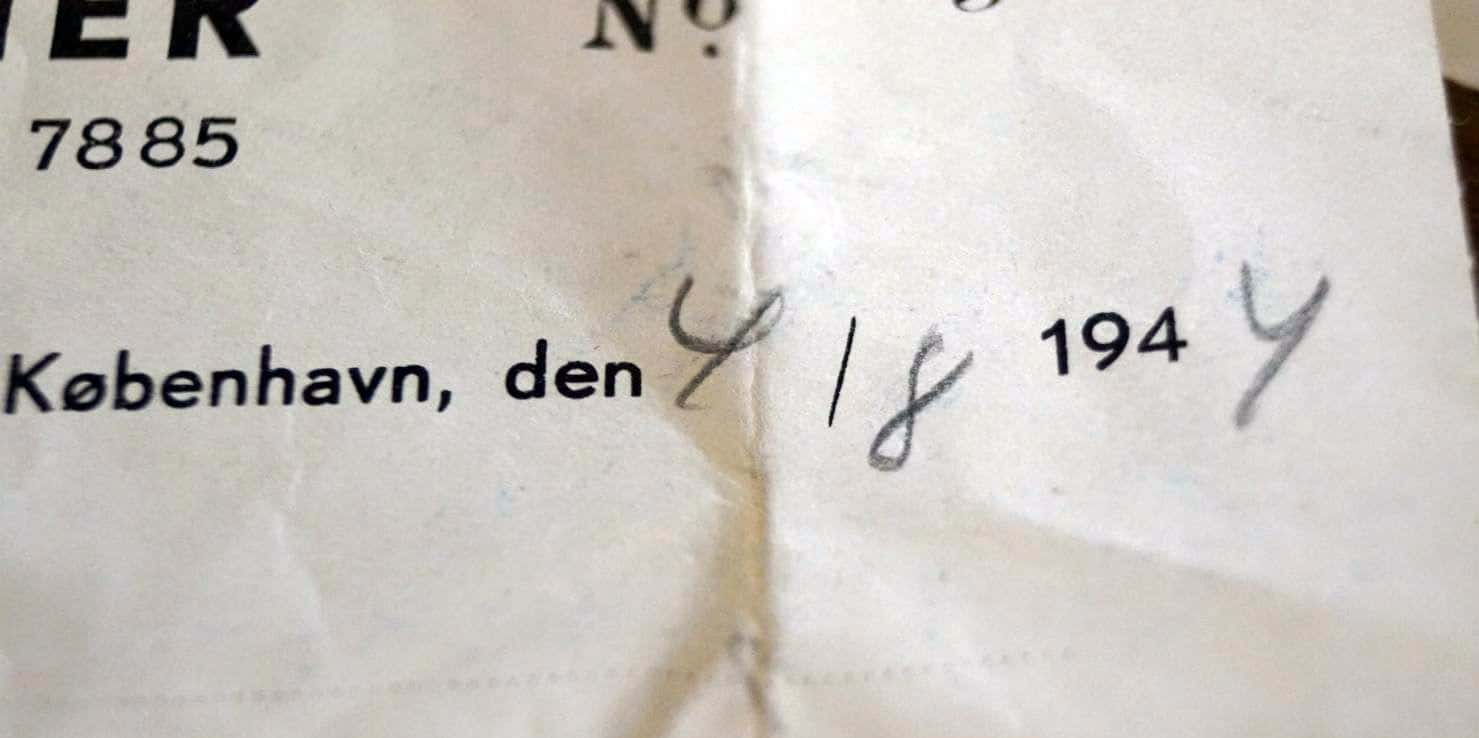 ER No.
7885
København, den 4/8 1944